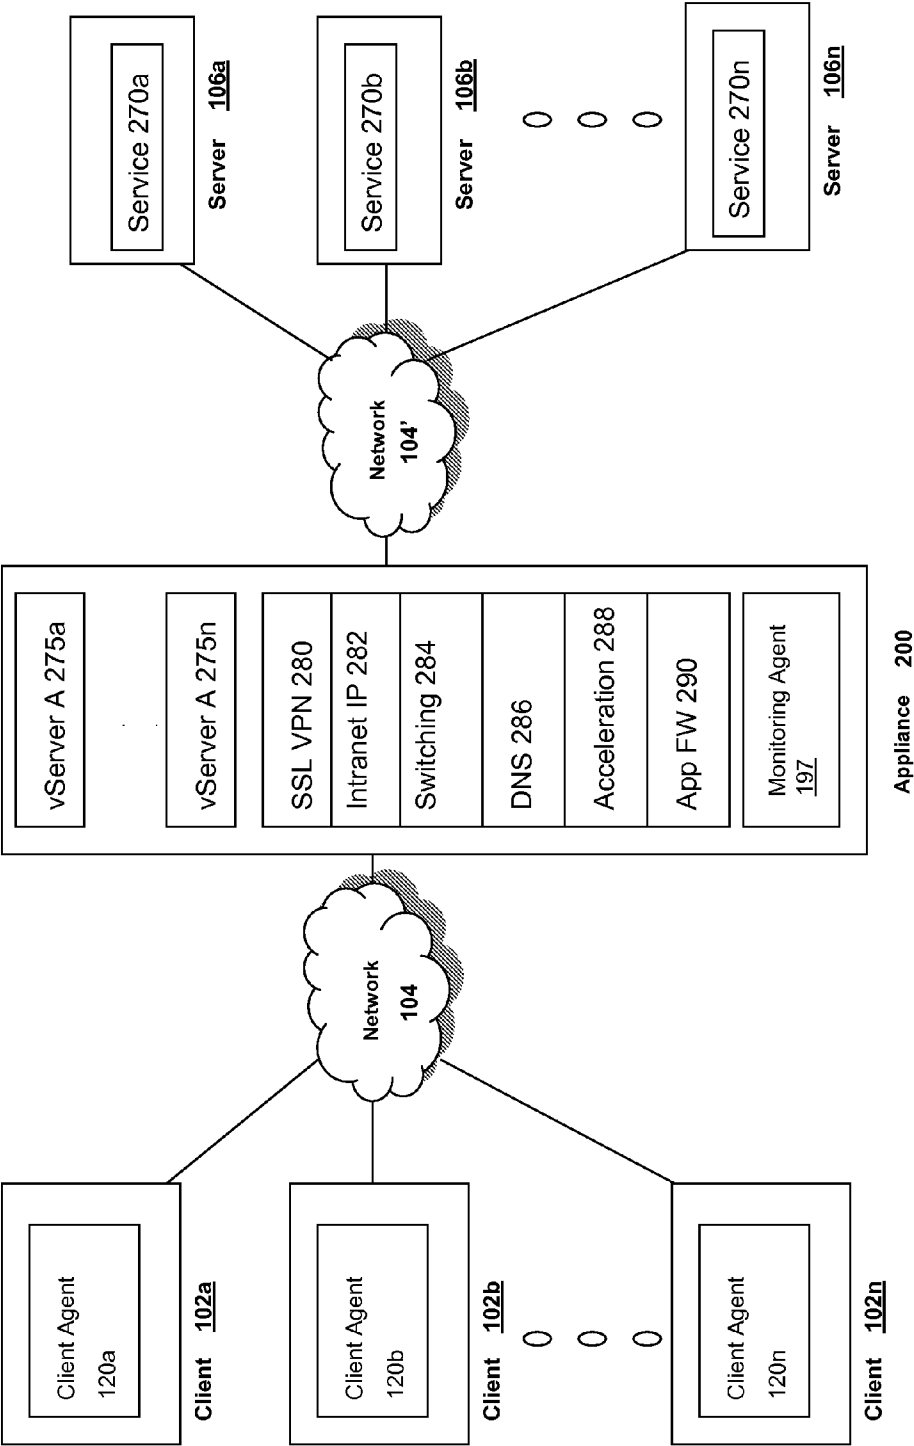 Client Agent
120a
Client 102a
Client Agent
120b
Client 102b
Client Agent
120n
Client 102n
Network
104
vServer A 275a
vServer A 275n
SSL VPN 280
Intranet IP 282
Switching 284
DNS 286
Acceleration 288
App FW 290
Monitoring Agent
197
Appliance 200
Network
104'
Service 270a
Server 106a
Service 270b
Server 106b
Service 270n
Server 106n